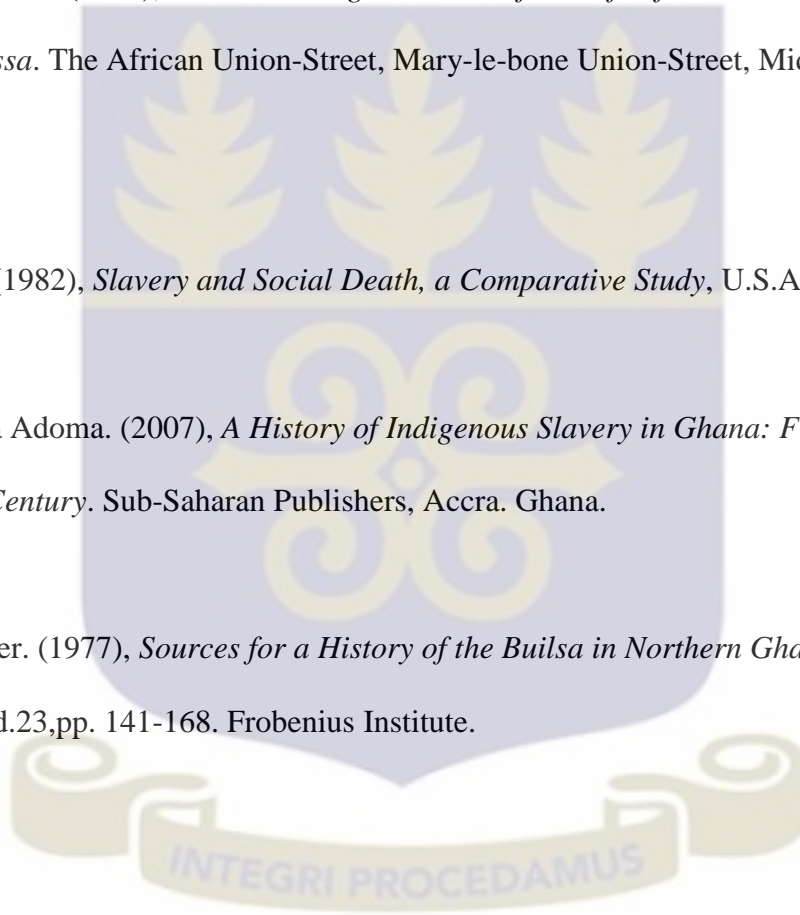 ssa. The African Union-Street, Mary-le-bone Union-Street,
(1982), Slavery and Social Death, a Comparative Study, U.S.A
Adoma. (2007), A History of Indigenous Slavery in Ghana:
Century. Sub-Saharan Publishers, Accra. Ghana.
er. (1977), Sources for a History of the Builsa in Northern
d.23,pp. 141-168. Frobenius Institute.
INTEGRI PROCEDAMUS